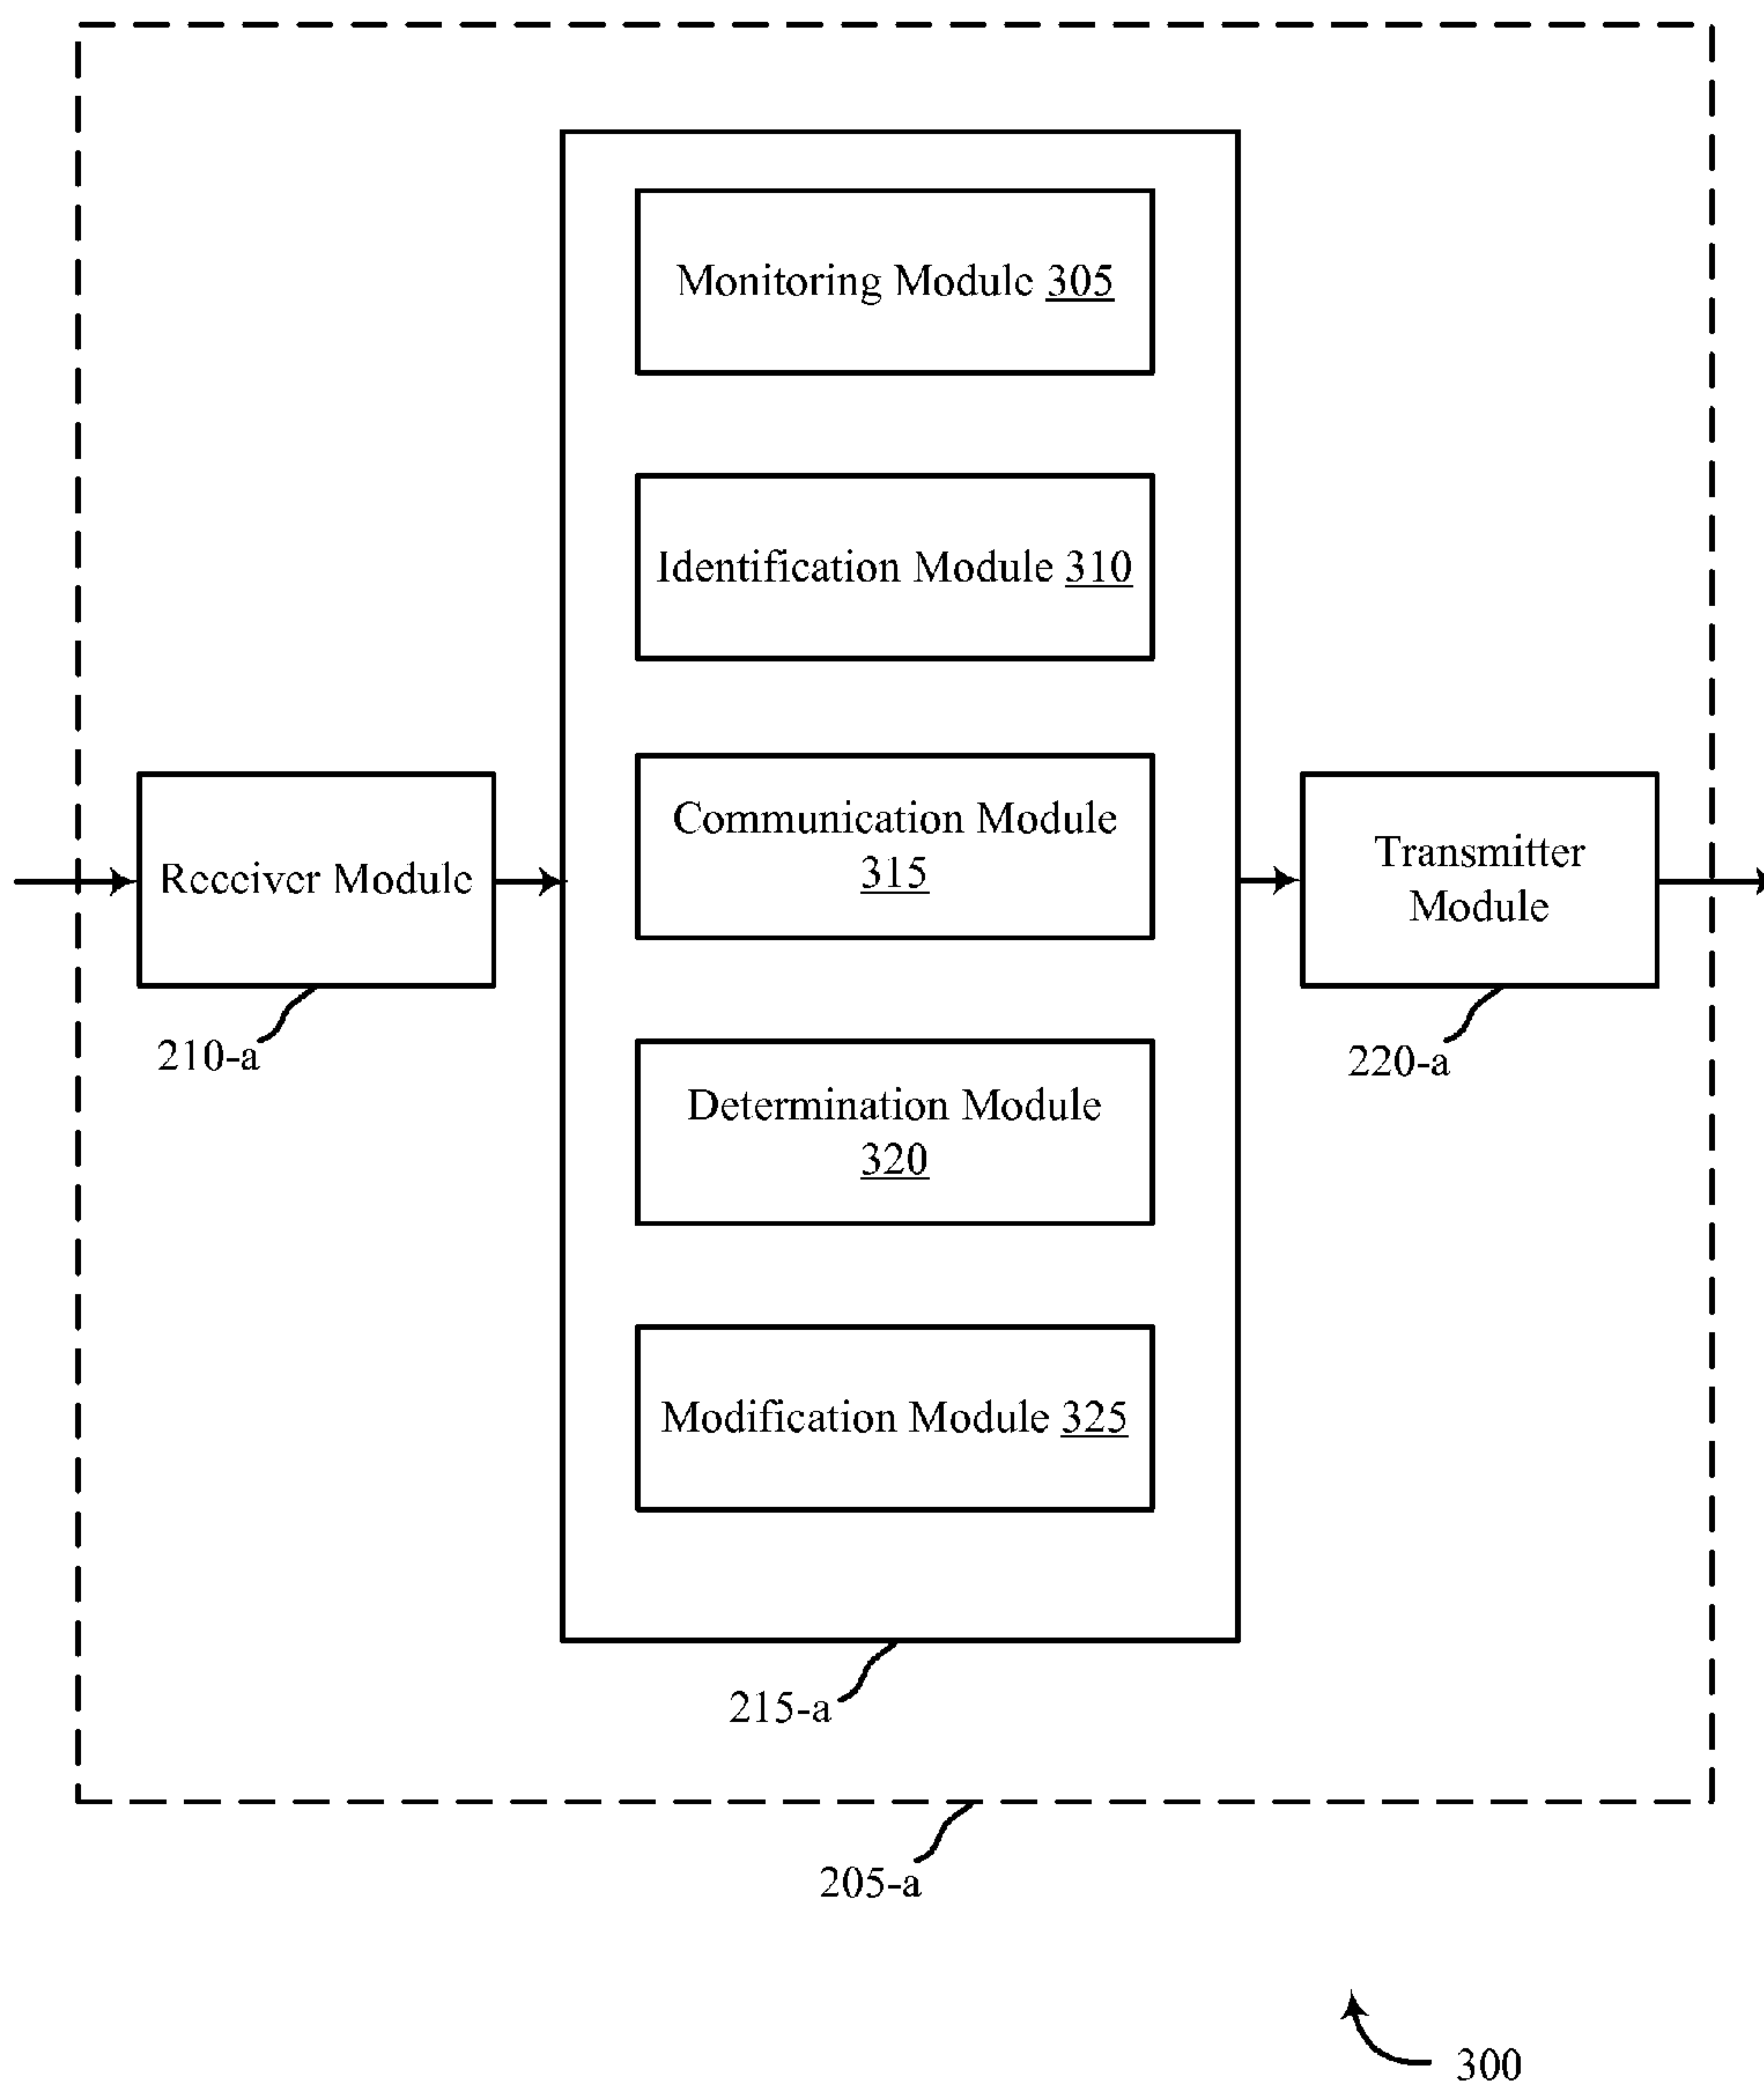 Monitoring Module 305
Identification Module 310
Communication Module
315
Receiver Module
Transmitter
Module
210-a
220-a
Determination Module
320
Modification Module 325
215-a
205-a
300